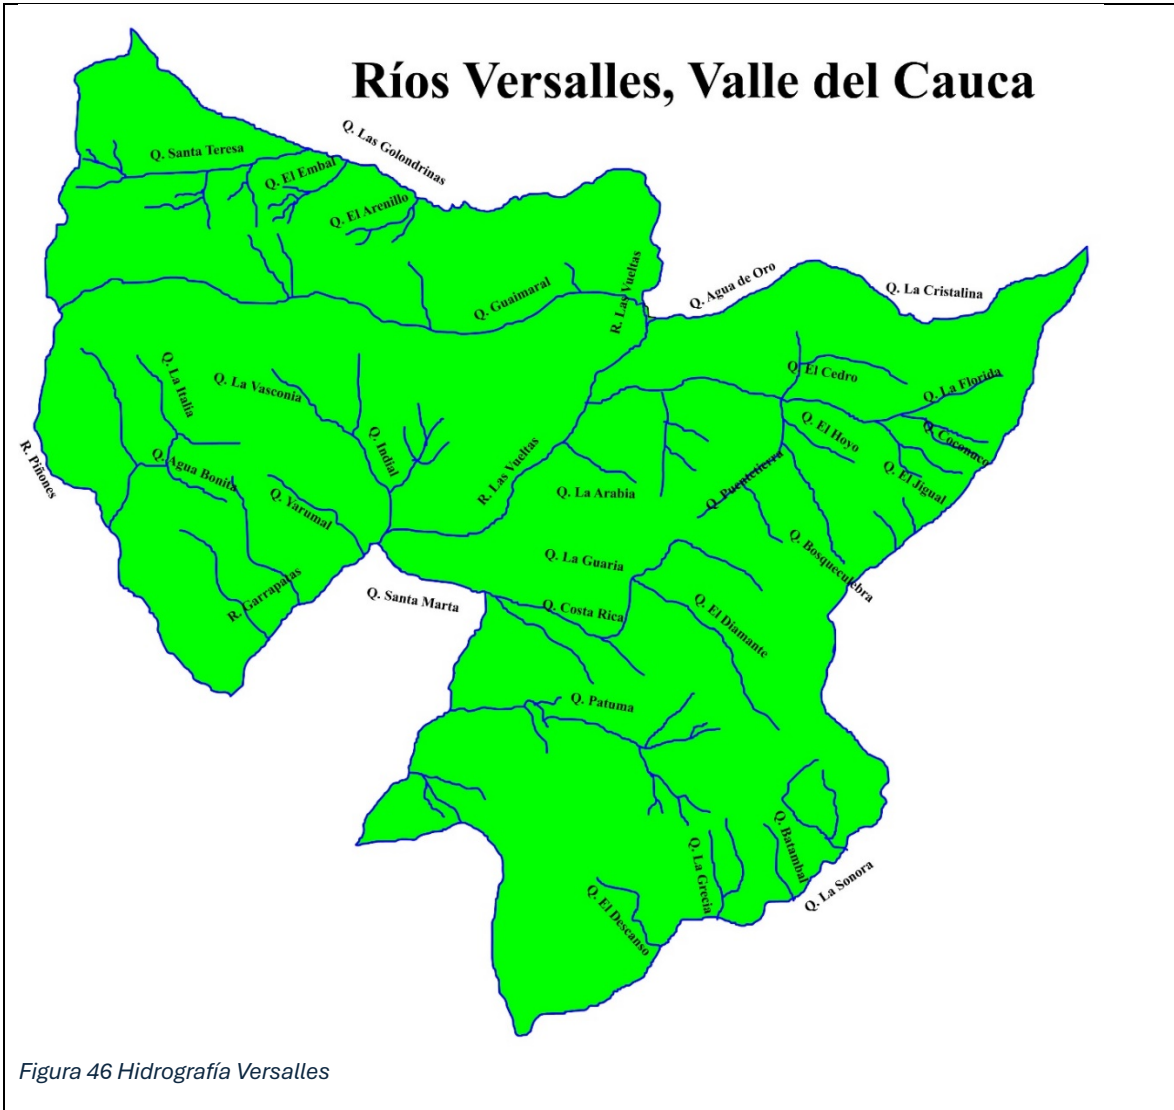 Ríos Versalles, Valle del Cauca
Q. Las Golondrinas
Q. Santa Teresa
Q. El Embal
Q. El Arenillo
R. Las Vueltas
Q. Agua de Oro
Q. La Cristalina
Q. Guaimaral
Q. La Italia
Q. La Vasconia
Q. El Cedro
Q. La Florida
Q. El Hoyo
Q. Coconuco
R. Piñones
Q. Agua Bonita
Q. Indial
R. Las Vueltas
Q. Puentetierra
Q. El Jigual
Q. Yarumal
Q. La Arabia
Q. Bosqueculebra
Q. La Guaria
R. Garrapatas
Q. Santa Marta
Q. Costa Rica
Q. El Diamante
Q. Patuma
Q. La Grecia
Q. Batambal
Q. La Sonora
Q. El Descanso
Figura 46 Hidrografía Versalles